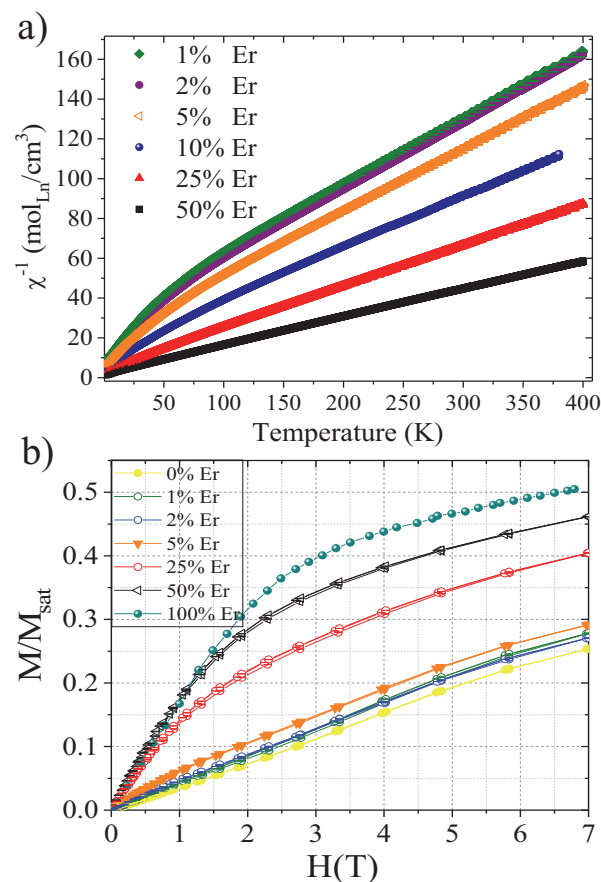 a)
χ⁻¹ (mol_Ln/cm³)
160
140
120
100
80
60
40
20
0
1% Er
2% Er
5% Er
10% Er
25% Er
50% Er
50 100 150 200 250 300 350 400
Temperature (K)
b)
M/M_sat
0.5
0.4
0.3
0.2
0.1
0.0
0% Er
1% Er
2% Er
5% Er
25% Er
50% Er
100% Er
0 1 2 3 4 5 6 7
H(T)